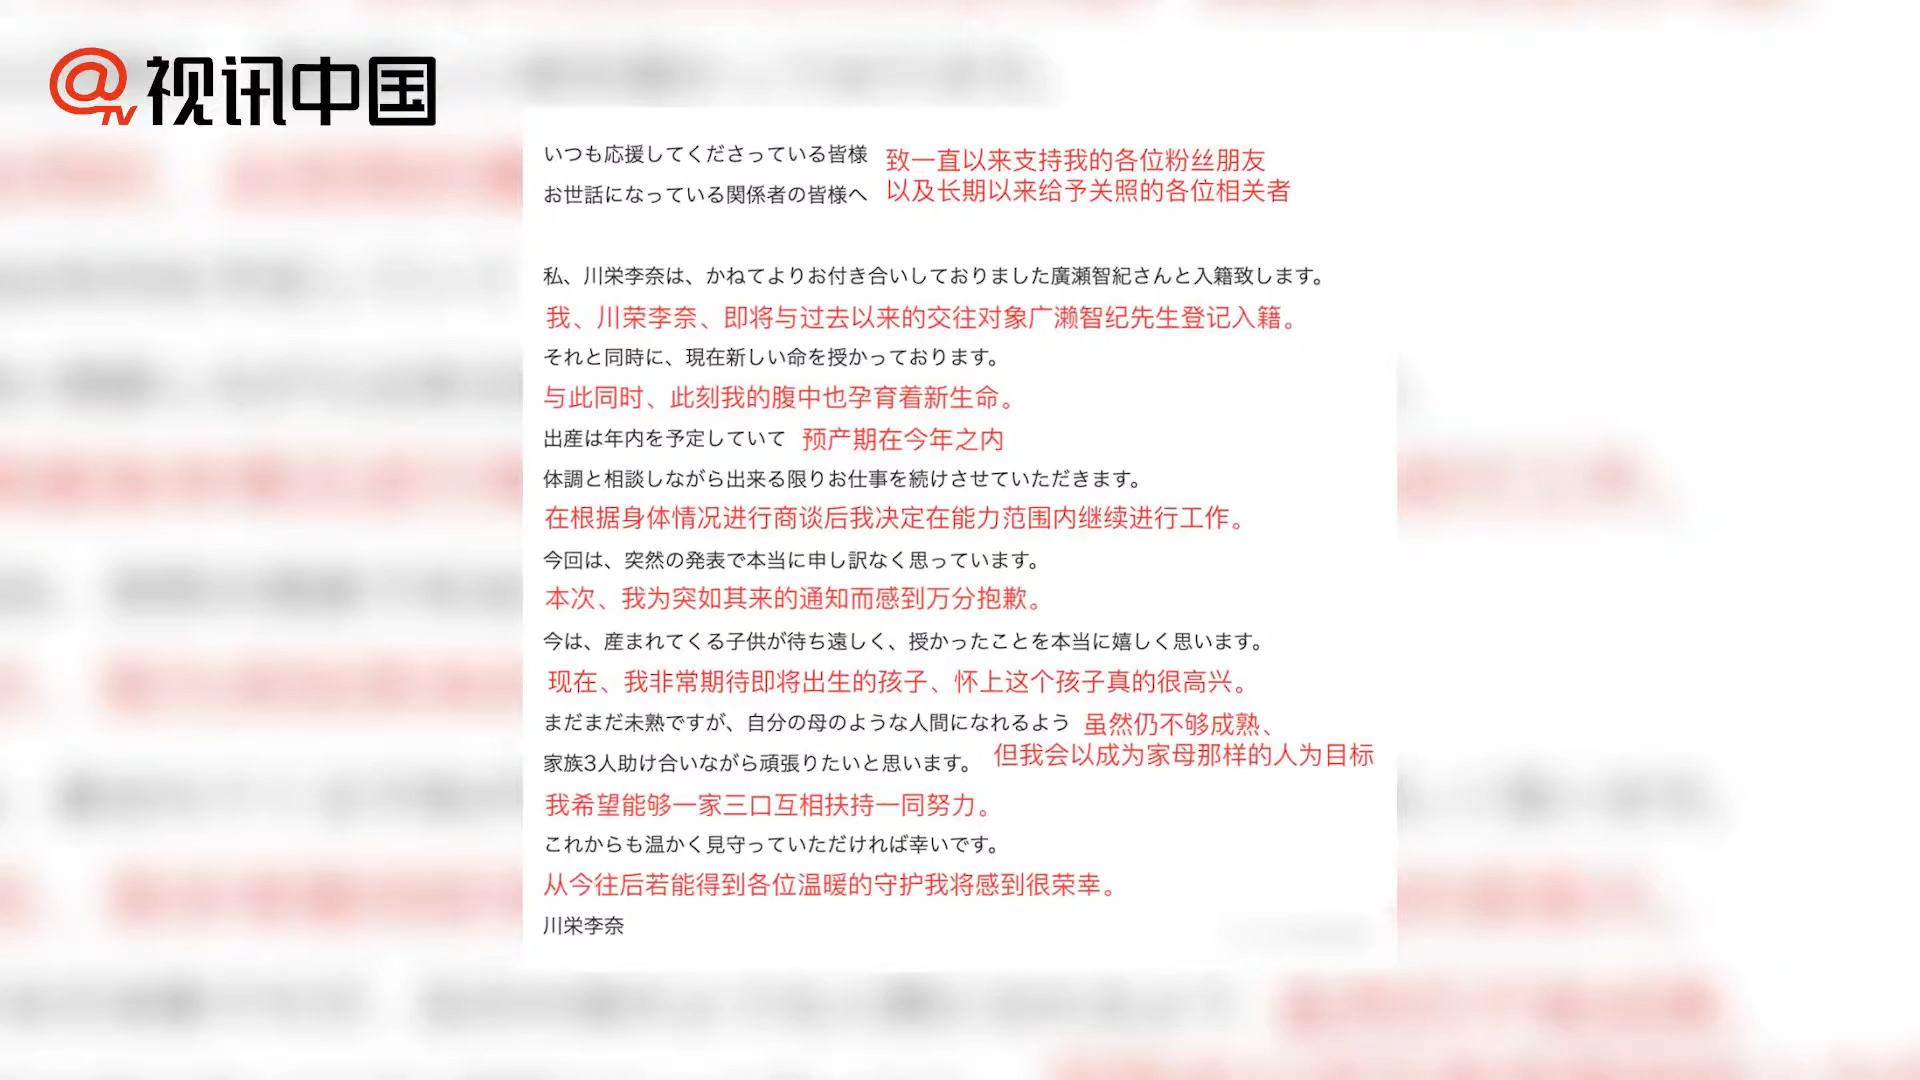 @TV 视讯中国
いつも応援してくださっている皆様
致一直以来支持我的各位粉丝朋友
お世話になっている関係者の皆様へ
以及长期以来给予关照的各位相关者
私、川栄李奈は、かねてよりお付き合いしておりました廣瀬智紀さんと入籍致します。
我、川荣李奈、即将与过去以来的交往对象广濑智纪先生登记入籍。
それと同時に、現在新しい命を授かっております。
与此同时、此刻我的腹中也孕育着新生命。
出産は年内を予定していて
预产期在今年之内
体調と相談しながら出来る限りお仕事を続けさせていただきます。
在根据身体情况进行商谈后我决定在能力范围内继续进行工作。
今回は、突然の発表で本当に申し訳なく思っています。
本次、我为突如其来的通知而感到万分抱歉。
今は、産まれてくる子供が待ち遠しく、授かったことを本当に嬉しく思います。
现在、我非常期待即将出生的孩子、怀上这个孩子真的很高兴。
まだまだ未熟ですが、自分の母のような人間になれるよう
虽然仍不够成熟、
家族3人助け合いながら頑張りたいと思います。
但我会以成为家母那样的人为目标
我希望能够一家三口互相扶持一同努力。
これからも温かく見守っていただければ幸いです。
从今往后若能得到各位温暖的守护我将感到很荣幸。
川栄李奈